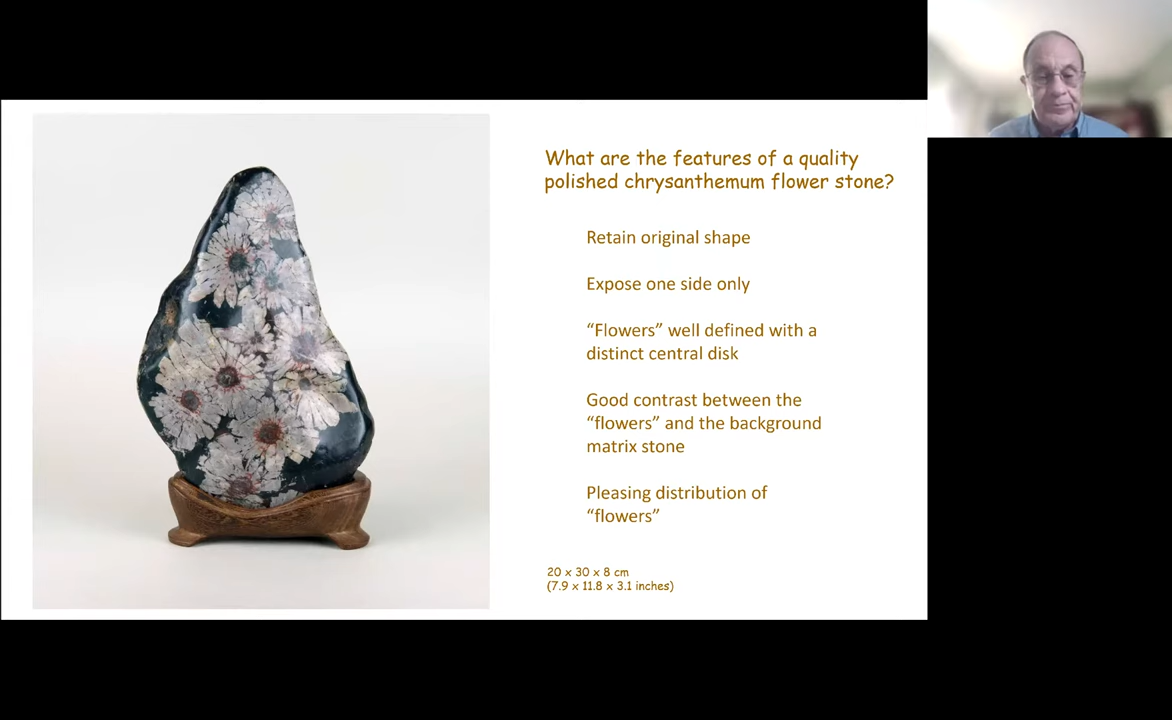 What are the features of a quality
polished chrysanthemum flower stone?
Retain original shape
Expose one side only
“Flowers” well defined with a
distinct central disk
Good contrast between the
“flowers” and the background
matrix stone
Pleasing distribution of
“flowers”
20 x 30 x 8 cm
(7.9 x 11.8 x 3.1 inches)